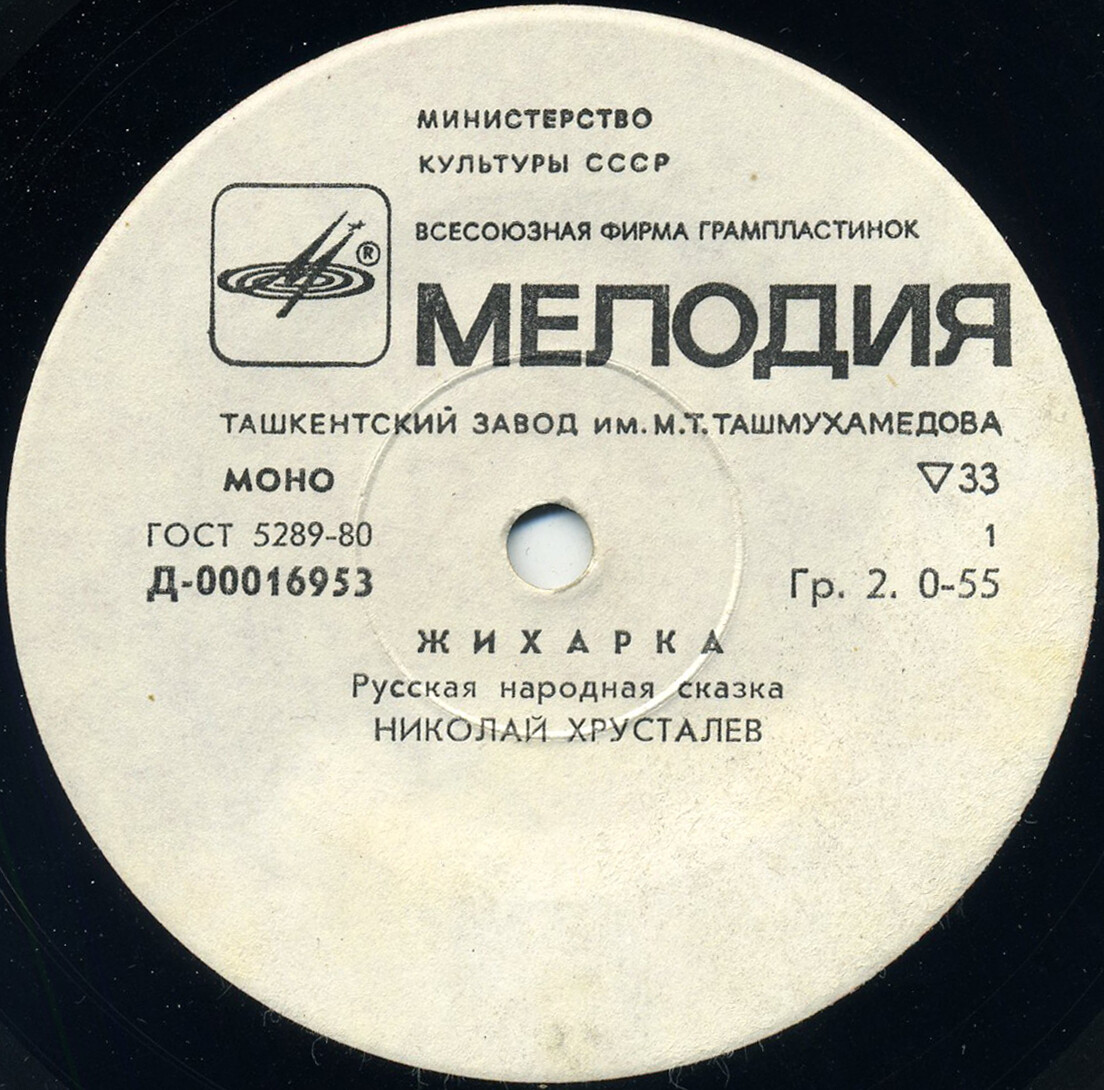 МИНИСТЕРСТВО
КУЛЬТУРЫ СССР
ВСЕСОЮЗНАЯ ФИРМА ГРАМПЛАСТИНОК
®
МЕЛОДИЯ
ТАШКЕНТСКИЙ ЗАВОД им. М.Т. ТАШМУХАМЕДОВА
МОНО ▽33
ГОСТ 5289-80 1
Д-00016953 Гр. 2. 0-55
ЖИХАРКА
Русская народная сказка
НИКОЛАЙ ХРУСТАЛЕВ